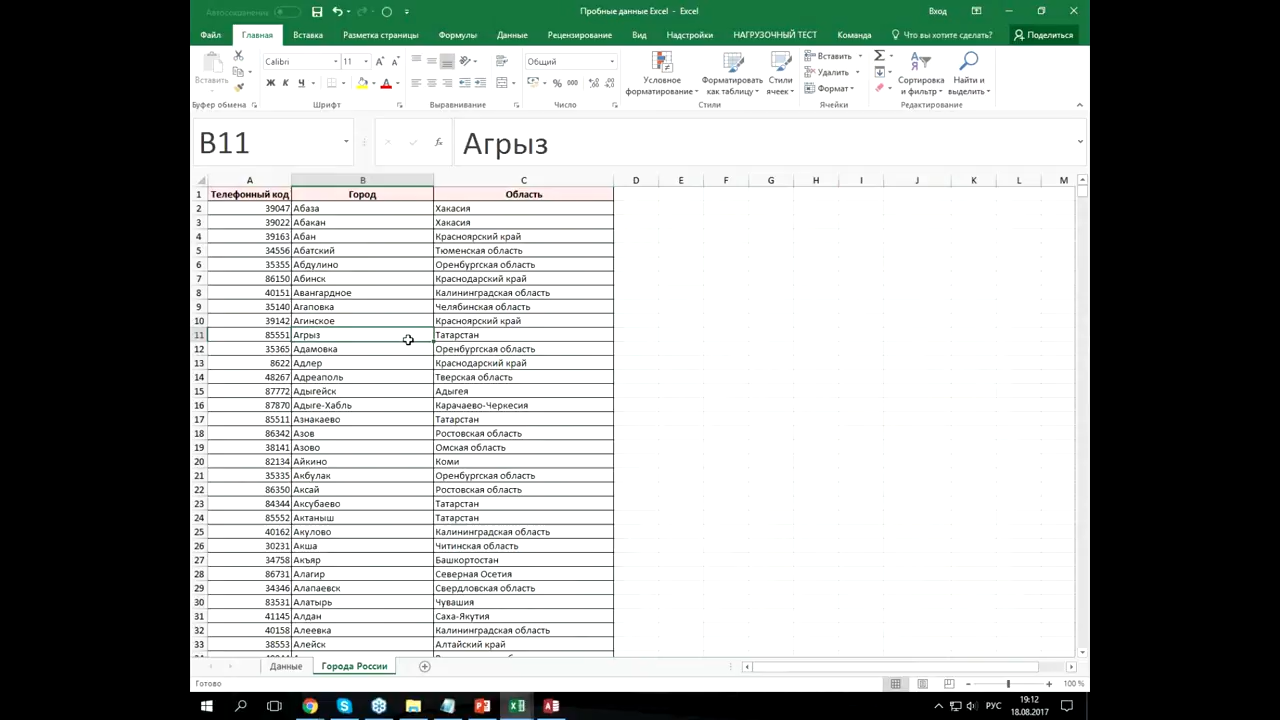 Автосохранение
Пробные данные Excel - Excel
Вход
Файл Главная Вставка Разметка страницы Формулы Данные Рецензирование Вид Надстройки НАГРУЗОЧНЫЙ ТЕСТ Команда Что вы хотите сделать? Поделиться
Вставить
Calibri 11
Ж К Ч
Общий
% 000
Условное форматирование
Форматировать как таблицу
Стили ячеек
Вставить
Удалить
Формат
Сортировка и фильтр
Найти и выделить
Буфер обмена Шрифт Выравнивание Число Стили Ячейки Редактирование
B11 fx Агрыз
A B C D E F G H I J K L M
1 Телефонный код Город Область
2 39047 Абаза Хакасия
3 39022 Абакан Хакасия
4 39163 Абан Красноярский край
5 34556 Абатский Тюменская область
6 35355 Абдулино Оренбургская область
7 86150 Абинск Краснодарский край
8 40151 Авангардное Калининградская область
9 35140 Агаповка Челябинская область
10 39142 Агинское Красноярский край
11 85551 Агрыз Татарстан
12 35365 Адамовка Оренбургская область
13 8622 Адлер Краснодарский край
14 48267 Адреаполь Тверская область
15 87772 Адыгейск Адыгея
16 87870 Адыге-Хабль Карачаево-Черкесия
17 85511 Азнакаево Татарстан
18 86342 Азов Ростовская область
19 38141 Азово Омская область
20 82134 Айкино Коми
21 35335 Акбулак Оренбургская область
22 86350 Аксай Ростовская область
23 84344 Аксубаево Татарстан
24 85552 Актаныш Татарстан
25 40162 Акулово Калининградская область
26 30231 Акша Читинская область
27 34758 Акъяр Башкортостан
28 86731 Алагир Северная Осетия
29 34346 Алапаевск Свердловская область
30 83531 Алатырь Чувашия
31 41145 Алдан Саха-Якутия
32 40158 Алеевка Калининградская область
33 38553 Алейск Алтайский край
Данные Города России
Готово
100 %
РУС
19:12
18.08.2017